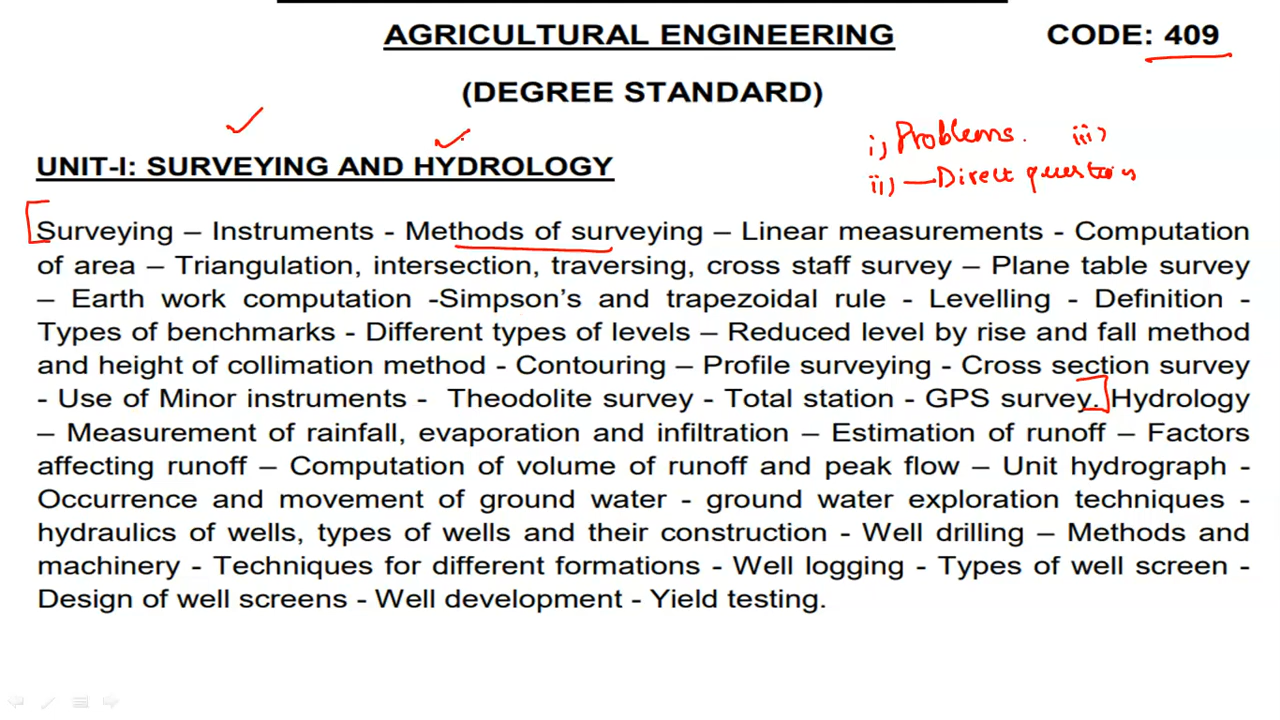 AGRICULTURAL ENGINEERING CODE: 409
(DEGREE STANDARD)
i) Problems. iii)
ii) — Direct questions
UNIT-I: SURVEYING AND HYDROLOGY
Surveying – Instruments - Methods of surveying – Linear measurements - Computation
of area – Triangulation, intersection, traversing, cross staff survey – Plane table survey
– Earth work computation -Simpson's and trapezoidal rule - Levelling - Definition -
Types of benchmarks - Different types of levels – Reduced level by rise and fall method
and height of collimation method - Contouring – Profile surveying - Cross section survey
- Use of Minor instruments - Theodolite survey - Total station - GPS survey. Hydrology
– Measurement of rainfall, evaporation and infiltration – Estimation of runoff – Factors
affecting runoff – Computation of volume of runoff and peak flow – Unit hydrograph -
Occurrence and movement of ground water - ground water exploration techniques -
hydraulics of wells, types of wells and their construction - Well drilling – Methods and
machinery - Techniques for different formations - Well logging - Types of well screen -
Design of well screens - Well development - Yield testing.